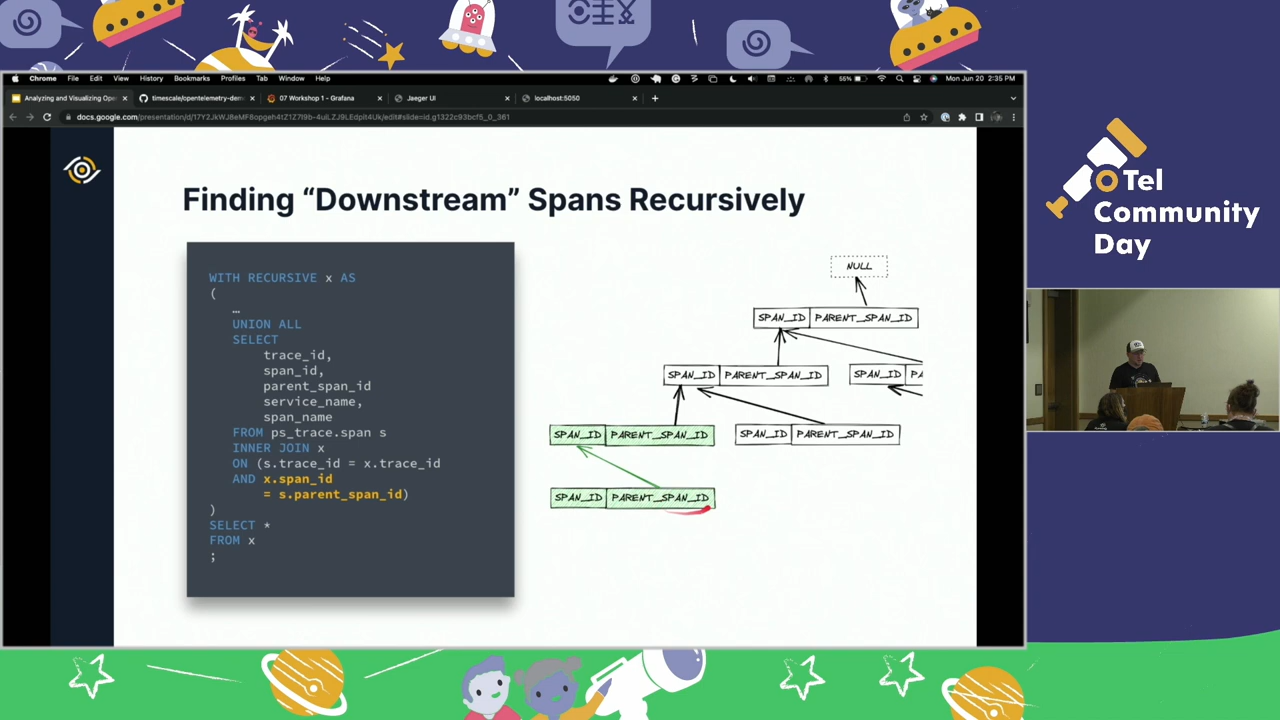 Chrome File Edit View History Bookmarks Profiles Tab Window Help
55% Mon Jun 20 2:35 PM
Analyzing and Visualizing Ope
timescale/opentelemetry-dem
07 Workshop 1 - Grafana
Jaeger UI
localhost:5050
Finding “Downstream” Spans Recursively
WITH RECURSIVE x AS
(
…
UNION ALL
SELECT
trace_id,
span_id,
parent_span_id
service_name,
span_name
FROM ps_trace.span s
INNER JOIN x
ON (s.trace_id = x.trace_id
AND x.span_id
= s.parent_span_id)
)
SELECT *
FROM x
;
NULL
SPAN_ID PARENT_SPAN_ID
SPAN_ID PARENT_SPAN_ID
SPAN_ID
SPAN_ID PARENT_SPAN_ID
SPAN_ID PARENT_SPAN_ID
SPAN_ID PARENT_SPAN_ID
OTel
Community
Day